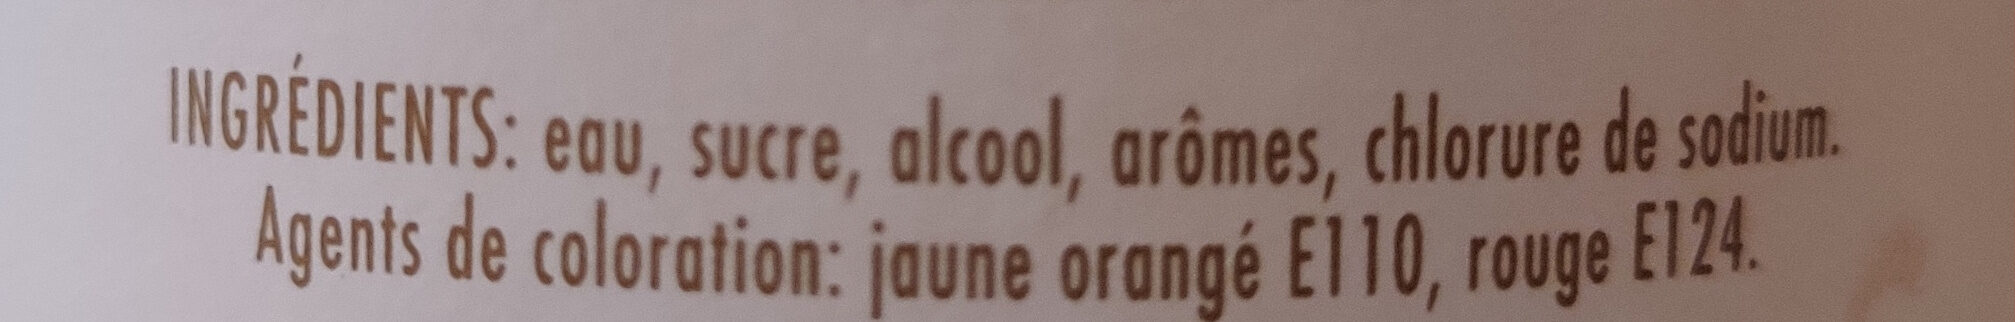 INGRÉDIENTS: eau, sucre, alcool, arômes, chlorure de sodium.
Agents de coloration: jaune orangé E110, rouge E124.